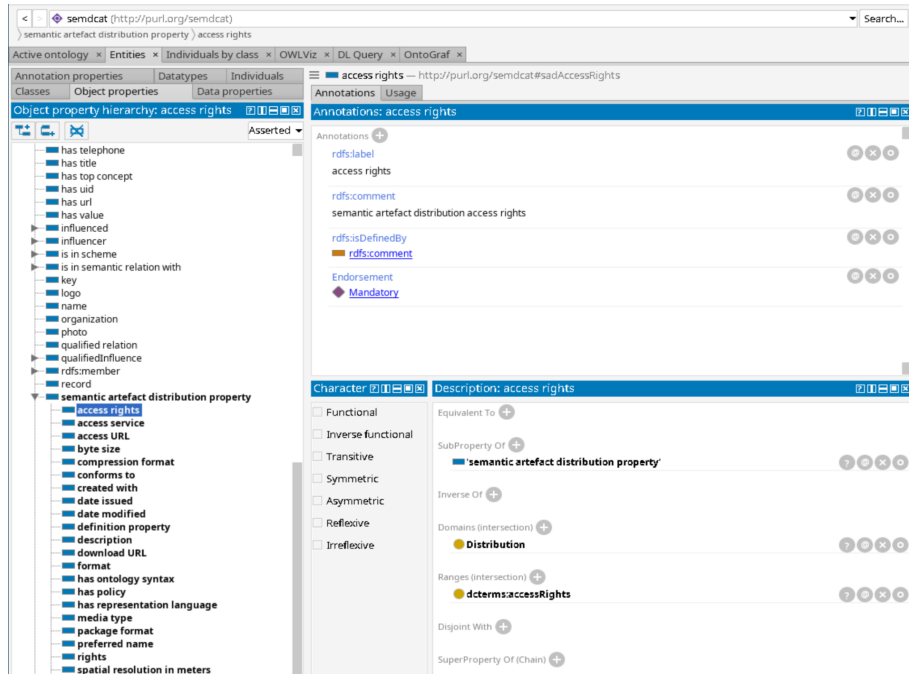 < > semdcat (http://purl.org/semdcat) Search...
semantic artefact distribution property access rights
Active ontology × Entities × Individuals by class × OWLViz × DL Query × OntoGraf ×
Annotation properties Datatypes Individuals
Classes Object properties Data properties
Object property hierarchy: access rights
Asserted
has telephone
has title
has top concept
has uid
has url
has value
influenced
influencer
is in scheme
is in semantic relation with
key
logo
name
organization
photo
qualified relation
qualifiedInfluence
rdfs:member
record
semantic artefact distribution property
access rights
access service
access URL
byte size
compression format
conforms to
created with
date issued
date modified
definition property
description
download URL
format
has ontology syntax
has policy
has representation language
media type
package format
preferred name
rights
spatial resolution in meters
access rights — http://purl.org/semdcat#sadAccessRights
Annotations Usage
Annotations: access rights
Annotations
rdfs:label
access rights
rdfs:comment
semantic artefact distribution access rights
rdfs:isDefinedBy
rdfs:comment
Endorsement
Mandatory
Character
Functional
Inverse functional
Transitive
Symmetric
Asymmetric
Reflexive
Irreflexive
Description: access rights
Equivalent To
SubProperty Of
'semantic artefact distribution property'
Inverse Of
Domains (intersection)
Distribution
Ranges (intersection)
dcterms:accessRights
Disjoint With
SuperProperty Of (Chain)